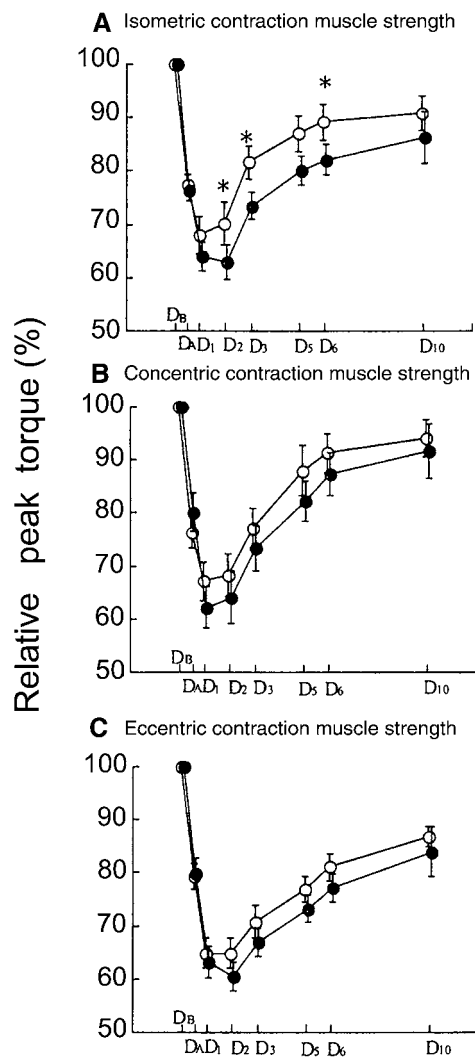 A Isometric contraction muscle strength
100
*
90
*
80
*
70
60
DB
50
DA D1 D2 D3 D5 D6 D10
B Concentric contraction muscle strength
100
90
80
70
60
DB
50
DA D1 D2 D3 D5 D6 D10
C Eccentric contraction muscle strength
100
80
70
60
DB
50
DA D1 D2 D3 D5 D6 D10
Relative peak torque (%)